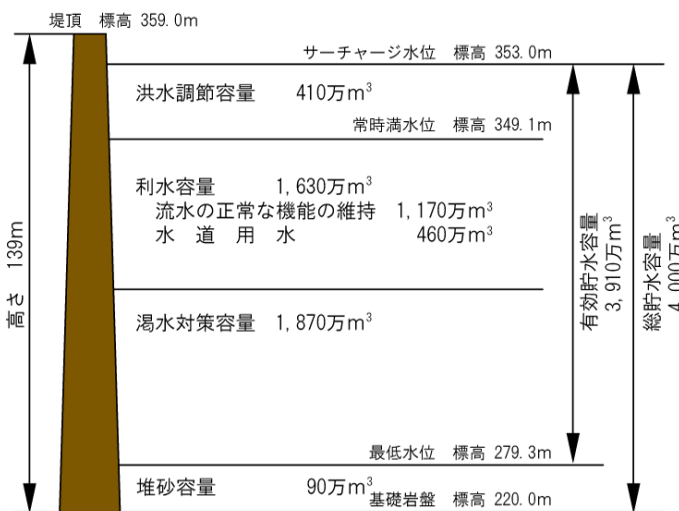 堤頂 標高 359.0m
サーチャージ水位 標高 353.0m
洪水調節容量 410万m³
常時満水位 標高 349.1m
利水容量 1,630万m³
流水の正常な機能の維持 1,170万m³
水道用水 460万m³
渇水対策容量 1,870万m³
最低水位 標高 279.3m
堆砂容量 90万m³
基礎岩盤 標高 220.0m
高さ 139m
有効貯水容量
3,910万m³
総貯水容量
4,000万m³